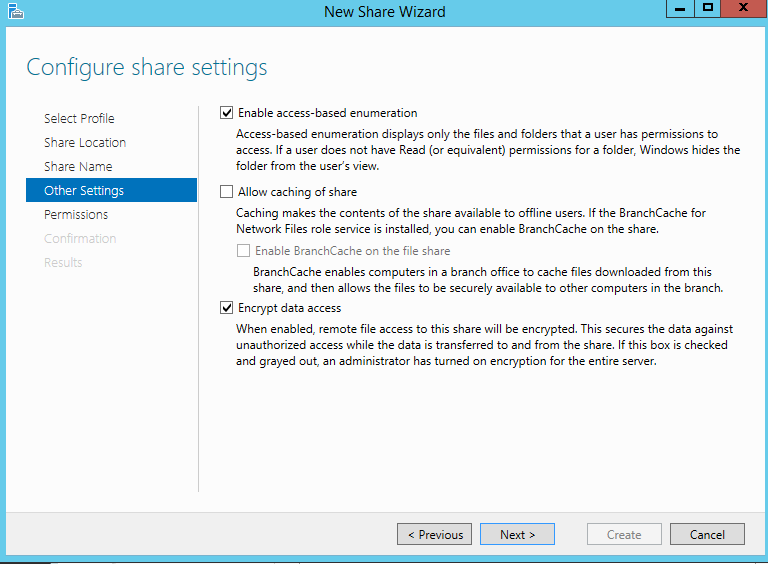 New Share Wizard
Configure share settings
Select Profile
Share Location
Share Name
Other Settings
Permissions
Confirmation
Results
Enable access-based enumeration
Access-based enumeration displays only the files and folders that a user has permissions to
access. If a user does not have Read (or equivalent) permissions for a folder, Windows hides the
folder from the user's view.
Allow caching of share
Caching makes the contents of the share available to offline users. If the BranchCache for
Network Files role service is installed, you can enable BranchCache on the share.
Enable BranchCache on the file share
BranchCache enables computers in a branch office to cache files downloaded from this
share, and then allows the files to be securely available to other computers in the branch.
Encrypt data access
When enabled, remote file access to this share will be encrypted. This secures the data against
unauthorized access while the data is transferred to and from the share. If this box is checked
and grayed out, an administrator has turned on encryption for the entire server.
< Previous
Next >
Create
Cancel